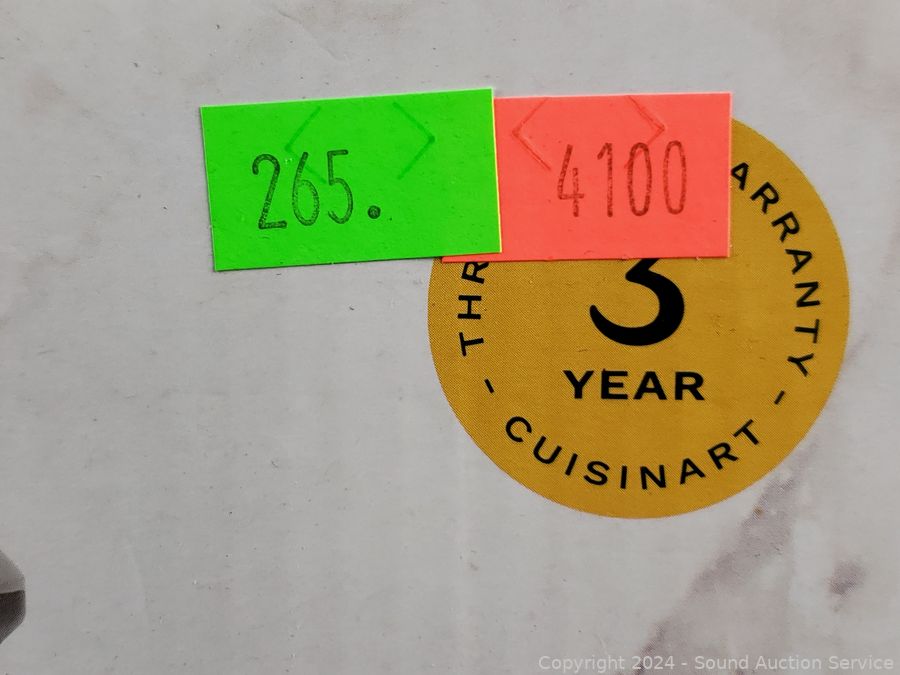 265.
4100
THR
ARRANTY
3
YEAR
- CUISINART -
Copyright 2024 - Sound Auction Service